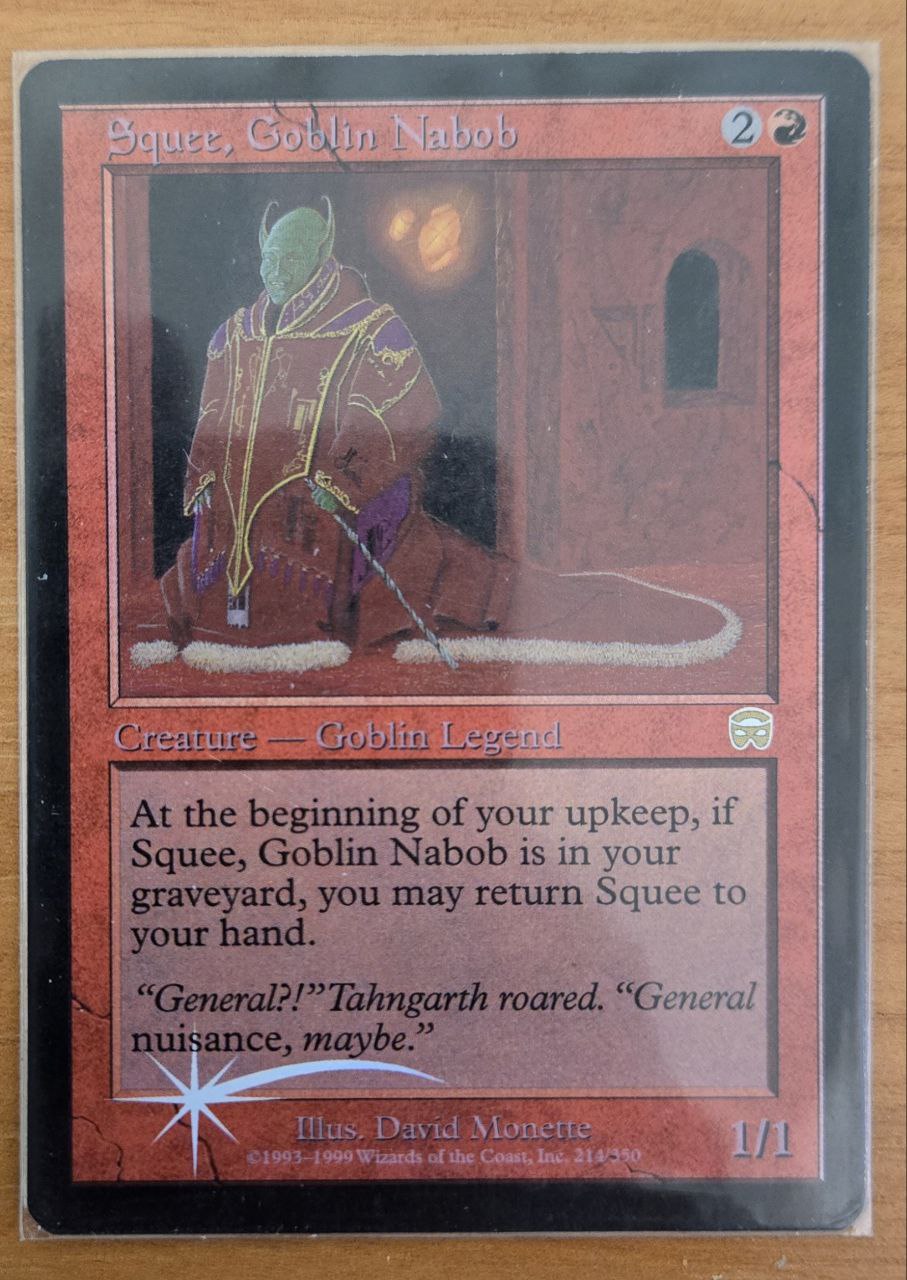 Squee, Goblin Nabob 2
Creature — Goblin Legend
At the beginning of your upkeep, if
Squee, Goblin Nabob is in your
graveyard, you may return Squee to
your hand.
“General?!” Tahngarth roared. “General
nuisance, maybe.”
Illus. David Monette
©1993–1999 Wizards of the Coast, Inc. 214/350
1/1